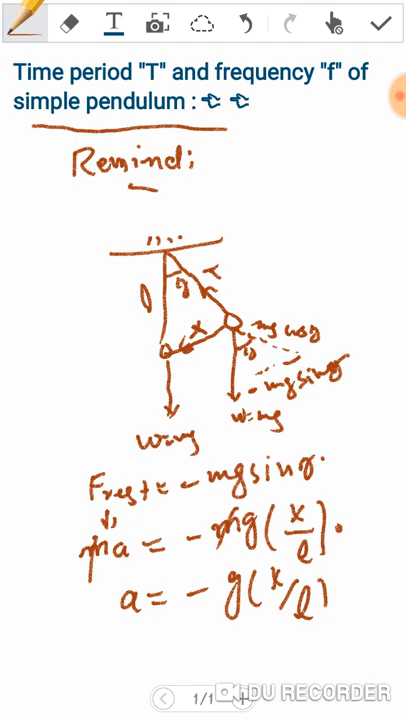 Time period "T" and frequency "f" of
simple pendulum :
Remind:
l θ T
x mg cosθ
θ
- mg sinθ
w=mg
w=mg
Frest = - mg sinθ.
ma = - mg (x/l).
a = - g (x/l)
1/1
DU RECORDER